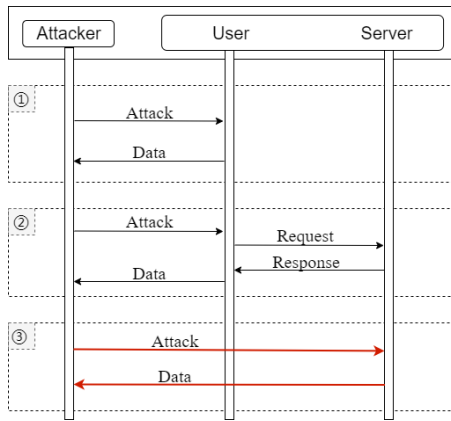 Attacker User Server
①
Attack
Data
②
Attack
Request
Response
Data
③
Attack
Data